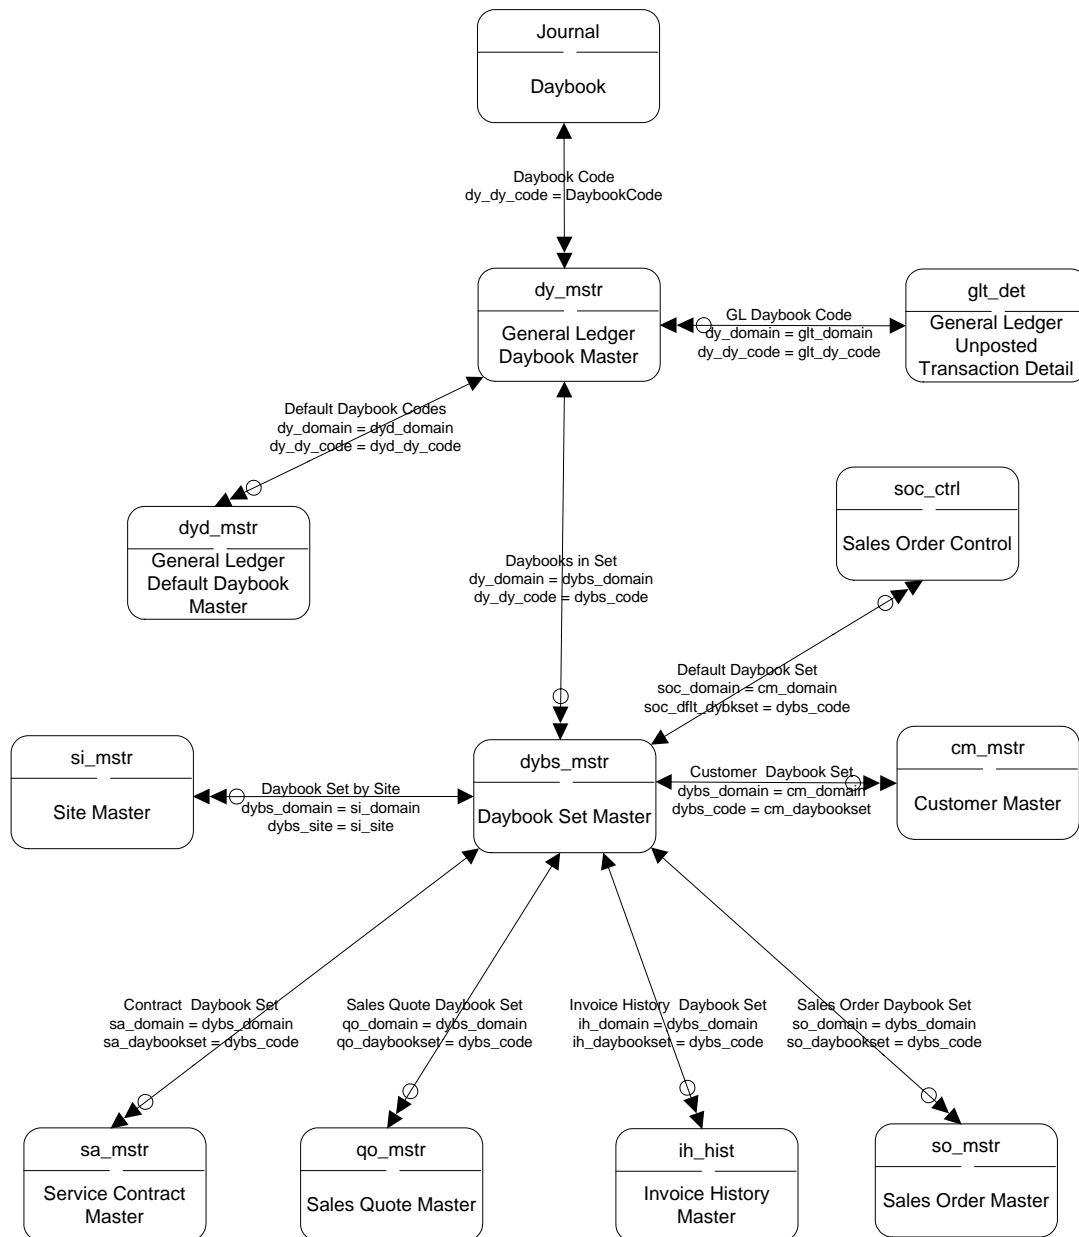 Journal
Daybook
Daybook Code
dy_dy_code = DaybookCode
dy_mstr
General Ledger
Daybook Master
GL Daybook Code
dy_domain = glt_domain
dy_dy_code = glt_dy_code
glt_det
General Ledger
Unposted
Transaction Detail
Default Daybook Codes
dy_domain = dyd_domain
dy_dy_code = dyd_dy_code
dyd_mstr
General Ledger
Default Daybook
Master
Daybooks in Set
dy_domain = dybs_domain
dy_dy_code = dybs_code
soc_ctrl
Sales Order Control
Default Daybook Set
soc_domain = cm_domain
soc_dflt_dybkset = dybs_code
si_mstr
Site Master
Daybook Set by Site
dybs_domain = si_domain
dybs_site = si_site
dybs_mstr
Daybook Set Master
Customer Daybook Set
dybs_domain = cm_domain
dybs_code = cm_daybookset
cm_mstr
Customer Master
Contract Daybook Set
sa_domain = dybs_domain
sa_daybookset = dybs_code
Sales Quote Daybook Set
qo_domain = dybs_domain
qo_daybookset = dybs_code
Invoice History Daybook Set
ih_domain = dybs_domain
ih_daybookset = dybs_code
Sales Order Daybook Set
so_domain = dybs_domain
so_daybookset = dybs_code
sa_mstr
Service Contract
Master
qo_mstr
Sales Quote Master
ih_hist
Invoice History
Master
so_mstr
Sales Order Master